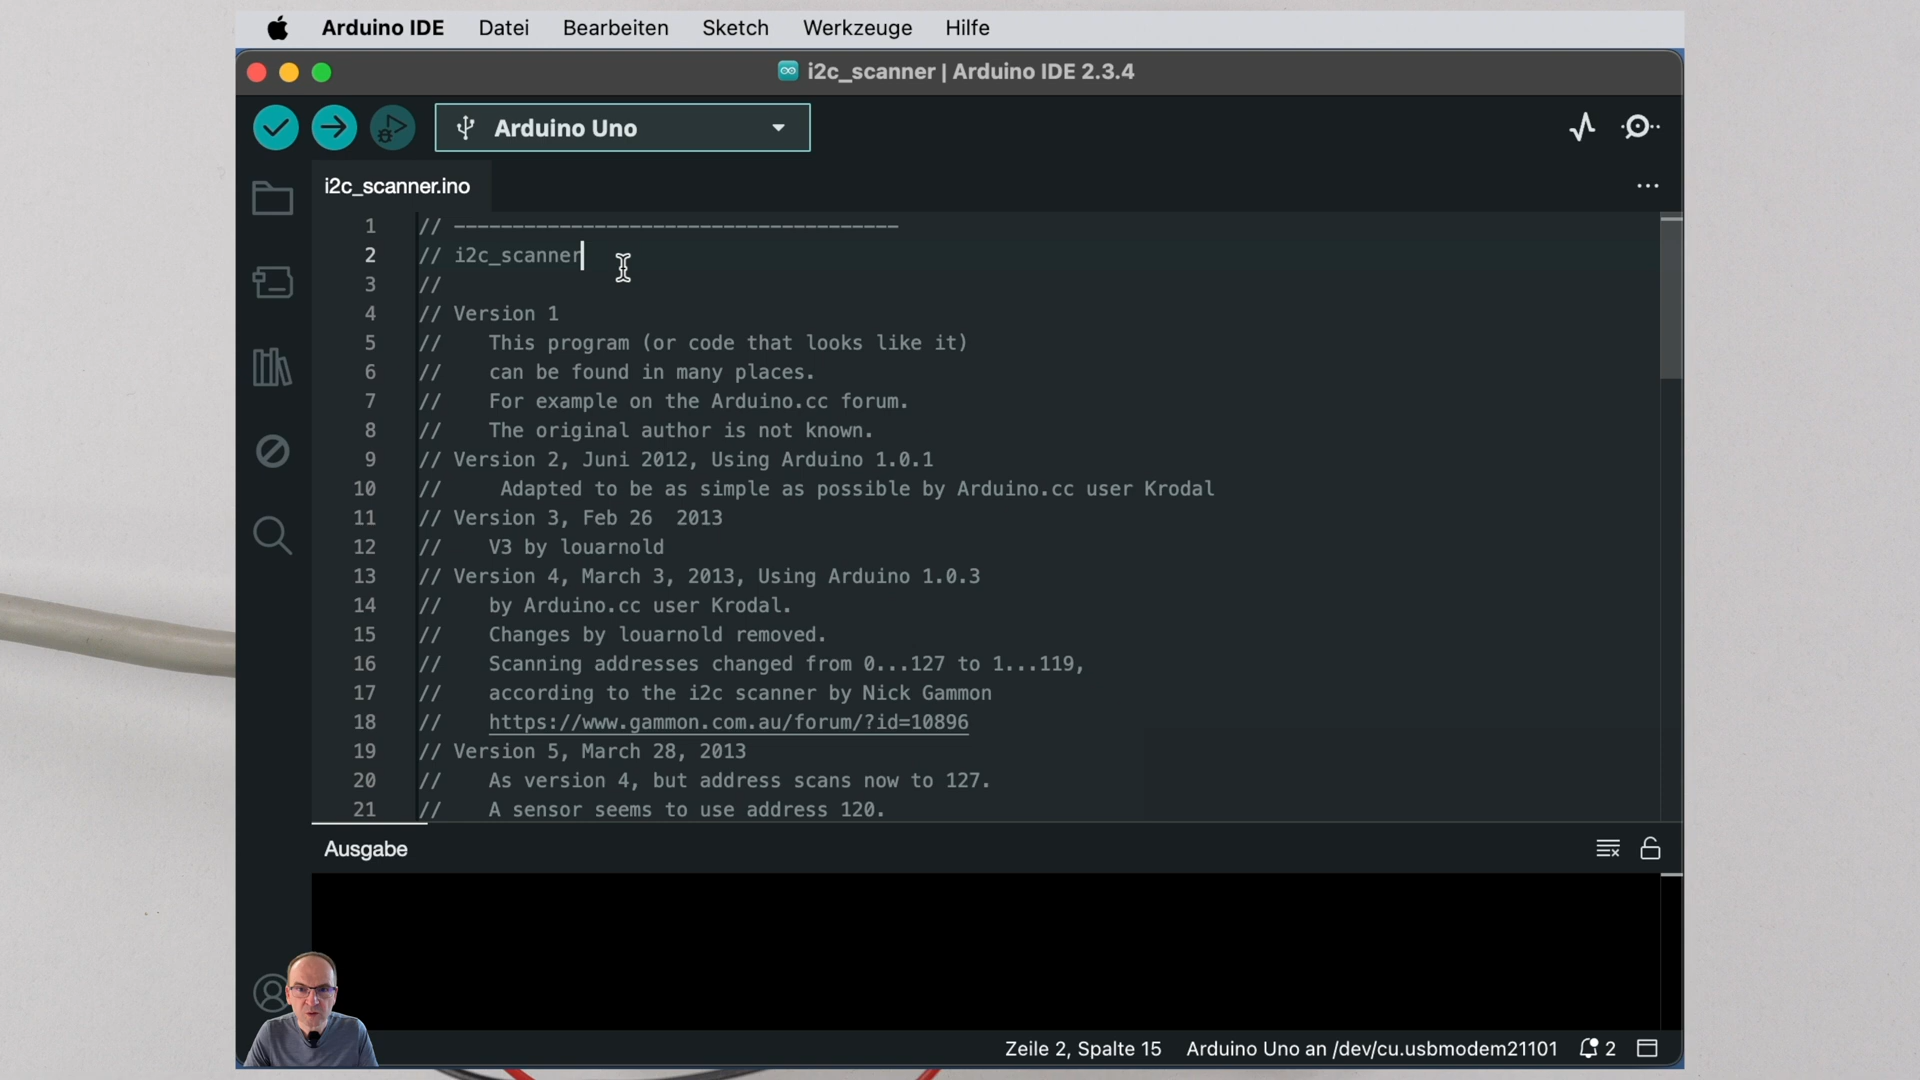 Arduino IDE Datei Bearbeiten Sketch Werkzeuge Hilfe
i2c_scanner | Arduino IDE 2.3.4
Arduino Uno
i2c_scanner.ino
1 // --------------------------------------
2 // i2c_scanner
3 //
4 // Version 1
5 //    This program (or code that looks like it)
6 //    can be found in many places.
7 //    For example on the Arduino.cc forum.
8 //    The original author is not known.
9 // Version 2, Juni 2012, Using Arduino 1.0.1
10 //     Adapted to be as simple as possible by Arduino.cc user Krodal
11 // Version 3, Feb 26  2013
12 //    V3 by louarnold
13 // Version 4, March 3, 2013, Using Arduino 1.0.3
14 //    by Arduino.cc user Krodal.
15 //    Changes by louarnold removed.
16 //    Scanning addresses changed from 0...127 to 1...119,
17 //    according to the i2c scanner by Nick Gammon
18 //    https://www.gammon.com.au/forum/?id=10896
19 // Version 5, March 28, 2013
20 //    As version 4, but address scans now to 127.
21 //    A sensor seems to use address 120.
Ausgabe
Zeile 2, Spalte 15 Arduino Uno an /dev/cu.usbmodem21101 2